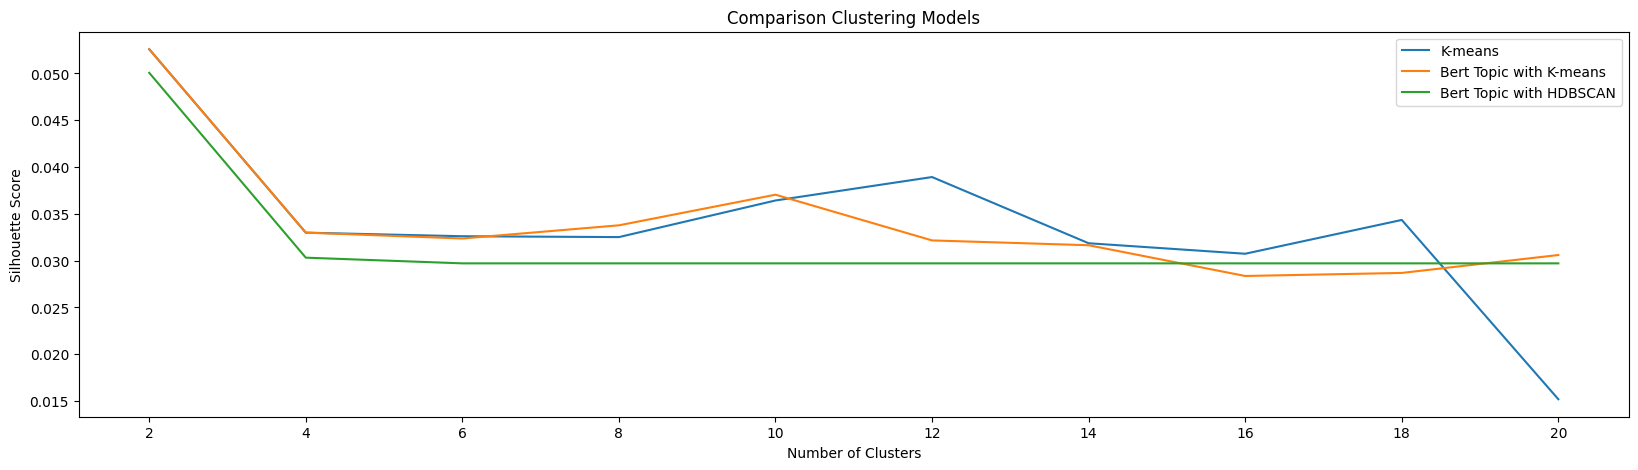 Comparison Clustering Models
K-means
Bert Topic with K-means
Bert Topic with HDBSCAN
Silhouette Score
0.050
0.045
0.040
0.035
0.030
0.025
0.020
0.015
2 4 6 8 10 12 14 16 18 20
Number of Clusters